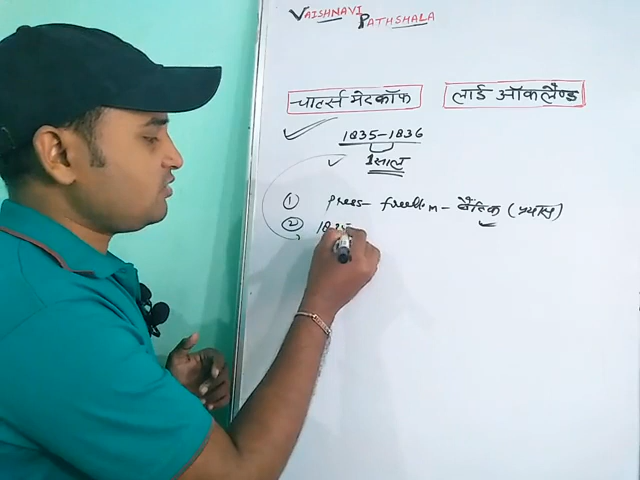 VAISHNAVI PATHSHALA
चार्ल्स मेटकॉफ लार्ड ऑकलैण्ड
1835-1836
1 साल
① Press- freedom - बैंटिक (प्रयास)
② 1835